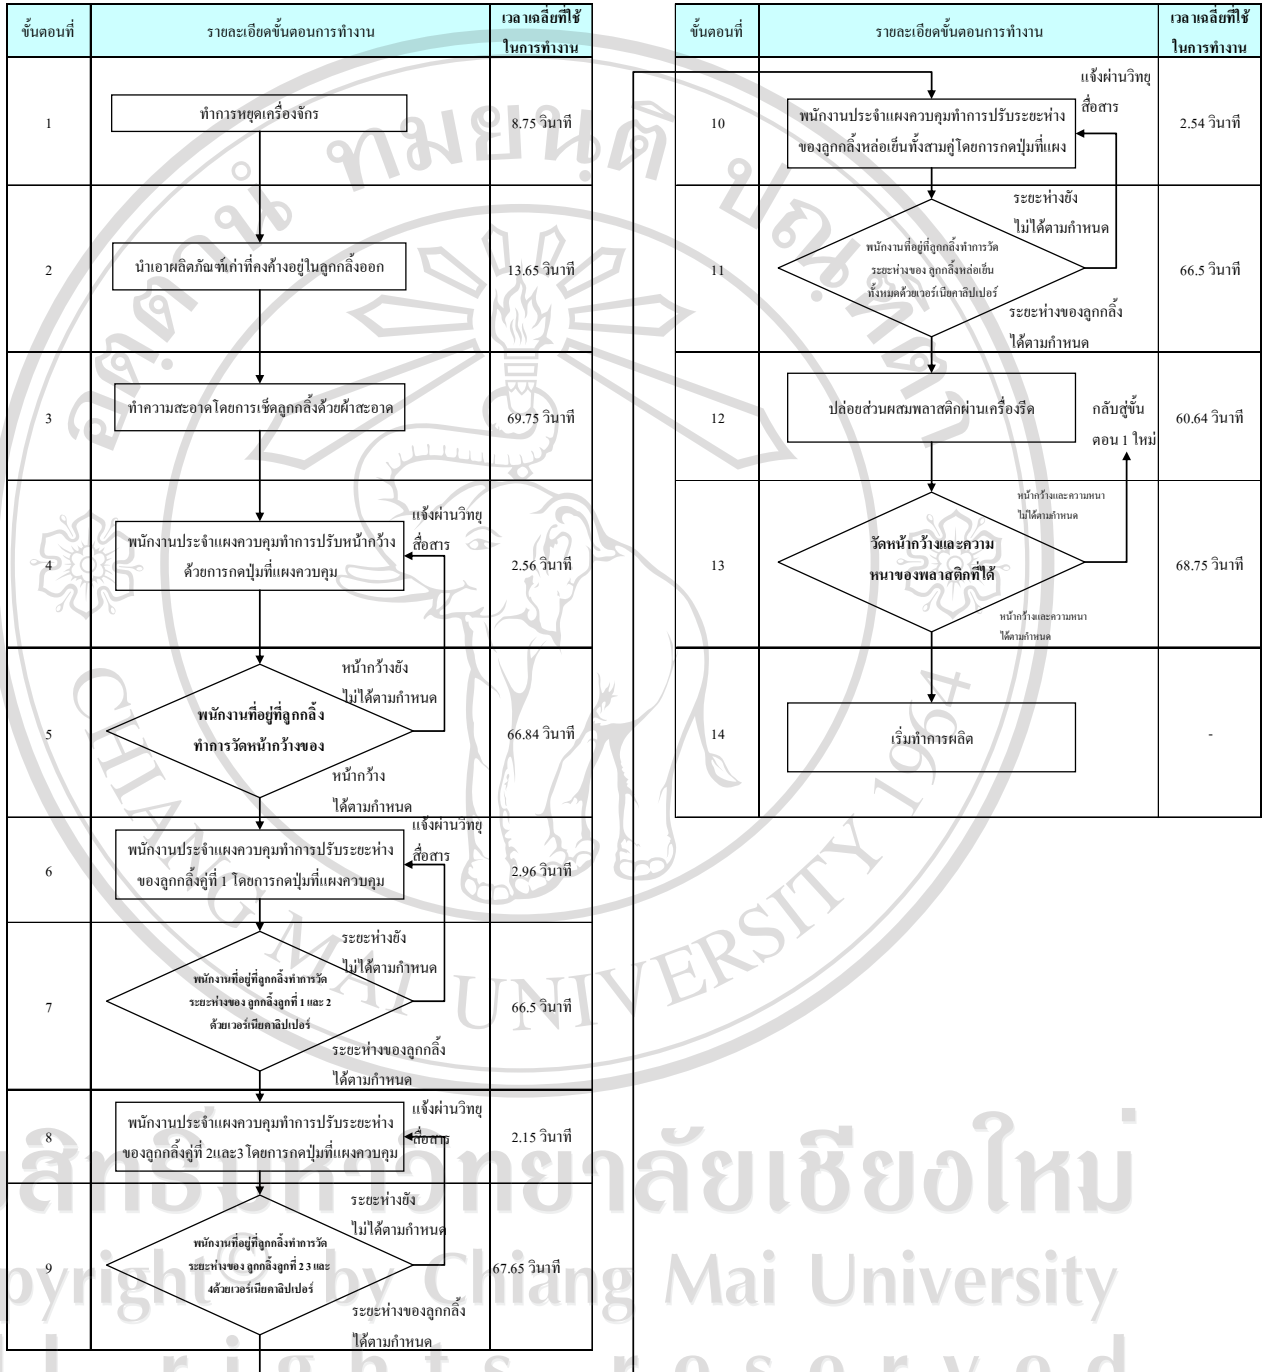 ขั้นตอนที่
รายละเอียดขั้นตอนการทำงาน
เวลาเฉลี่ยที่ใช้
ในการทำงาน
1
ทำการหยุดเครื่องจักร
8.75 วินาที
2
นำเอาผลิตภัณฑ์เก่าที่คงค้างอยู่ในลูกกลิ้งออก
13.65 วินาที
3
ทำความสะอาดโดยการเช็ดลูกกลิ้งด้วยผ้าสะอาด
69.75 วินาที
แจ้งผ่านวิทยุ
สื่อสาร
4
พนักงานประจำแผงควบคุมทำการปรับหน้ากว้าง
ด้วยการกดปุ่มที่แผงควบคุม
2.56 วินาที
หน้ากว้างยัง
ไม่ได้ตามกำหนด
5
พนักงานที่อยู่ที่ลูกกลิ้ง
ทำการวัดหน้ากว้างของ
66.84 วินาที
หน้ากว้าง
ได้ตามกำหนด
แจ้งผ่านวิทยุ
สื่อสาร
6
พนักงานประจำแผงควบคุมทำการปรับระยะห่าง
ของลูกกลิ้งคู่ที่ 1 โดยการกดปุ่มที่แผงควบคุม
2.96 วินาที
ระยะห่างยัง
ไม่ได้ตามกำหนด
7
พนักงานที่อยู่ที่ลูกกลิ้งทำการวัด
ระยะห่างของ ลูกกลิ้งลูกที่ 1 และ 2
ด้วยเวอร์เนียคาลิปเปอร์
66.5 วินาที
ระยะห่างของลูกกลิ้ง
ได้ตามกำหนด
แจ้งผ่านวิทยุ
สื่อสาร
8
พนักงานประจำแผงควบคุมทำการปรับระยะห่าง
ของลูกกลิ้งคู่ที่ 2และ3 โดยการกดปุ่มที่แผงควบคุม
2.15 วินาที
ระยะห่างยัง
ไม่ได้ตามกำหนด
9
พนักงานที่อยู่ที่ลูกกลิ้งทำการวัด
ระยะห่างของ ลูกกลิ้งลูกที่ 2 3 และ
4ด้วยเวอร์เนียคาลิปเปอร์
67.65 วินาที
ระยะห่างของลูกกลิ้ง
ได้ตามกำหนด
ขั้นตอนที่
รายละเอียดขั้นตอนการทำงาน
เวลาเฉลี่ยที่ใช้
ในการทำงาน
แจ้งผ่านวิทยุ
สื่อสาร
10
พนักงานประจำแผงควบคุมทำการปรับระยะห่าง
ของลูกกลิ้งหล่อเย็นทั้งสามคู่โดยการกดปุ่มที่แผง
2.54 วินาที
ระยะห่างยัง
ไม่ได้ตามกำหนด
11
พนักงานที่อยู่ที่ลูกกลิ้งทำการวัด
ระยะห่างของ ลูกกลิ้งหล่อเย็น
ทั้งหมดด้วยเวอร์เนียคาลิปเปอร์
66.5 วินาที
ระยะห่างของลูกกลิ้ง
ได้ตามกำหนด
12
ปล่อยส่วนผสมพลาสติกผ่านเครื่องรีด
กลับสู่ขั้น
ตอน 1 ใหม่
60.64 วินาที
หน้ากว้างและความหนา
ไม่ได้ตามกำหนด
13
วัดหน้ากว้างและความ
หนาของพลาสติกที่ได้
68.75 วินาที
หน้ากว้างและความหนา
ได้ตามกำหนด
14
เริ่มทำการผลิต
-
CHIANG MAI UNIVERSITY 1964
สิทธิ์มหาวิทยาลัยเชียงใหม่
pyright © by Chiang Mai University
rights reserved